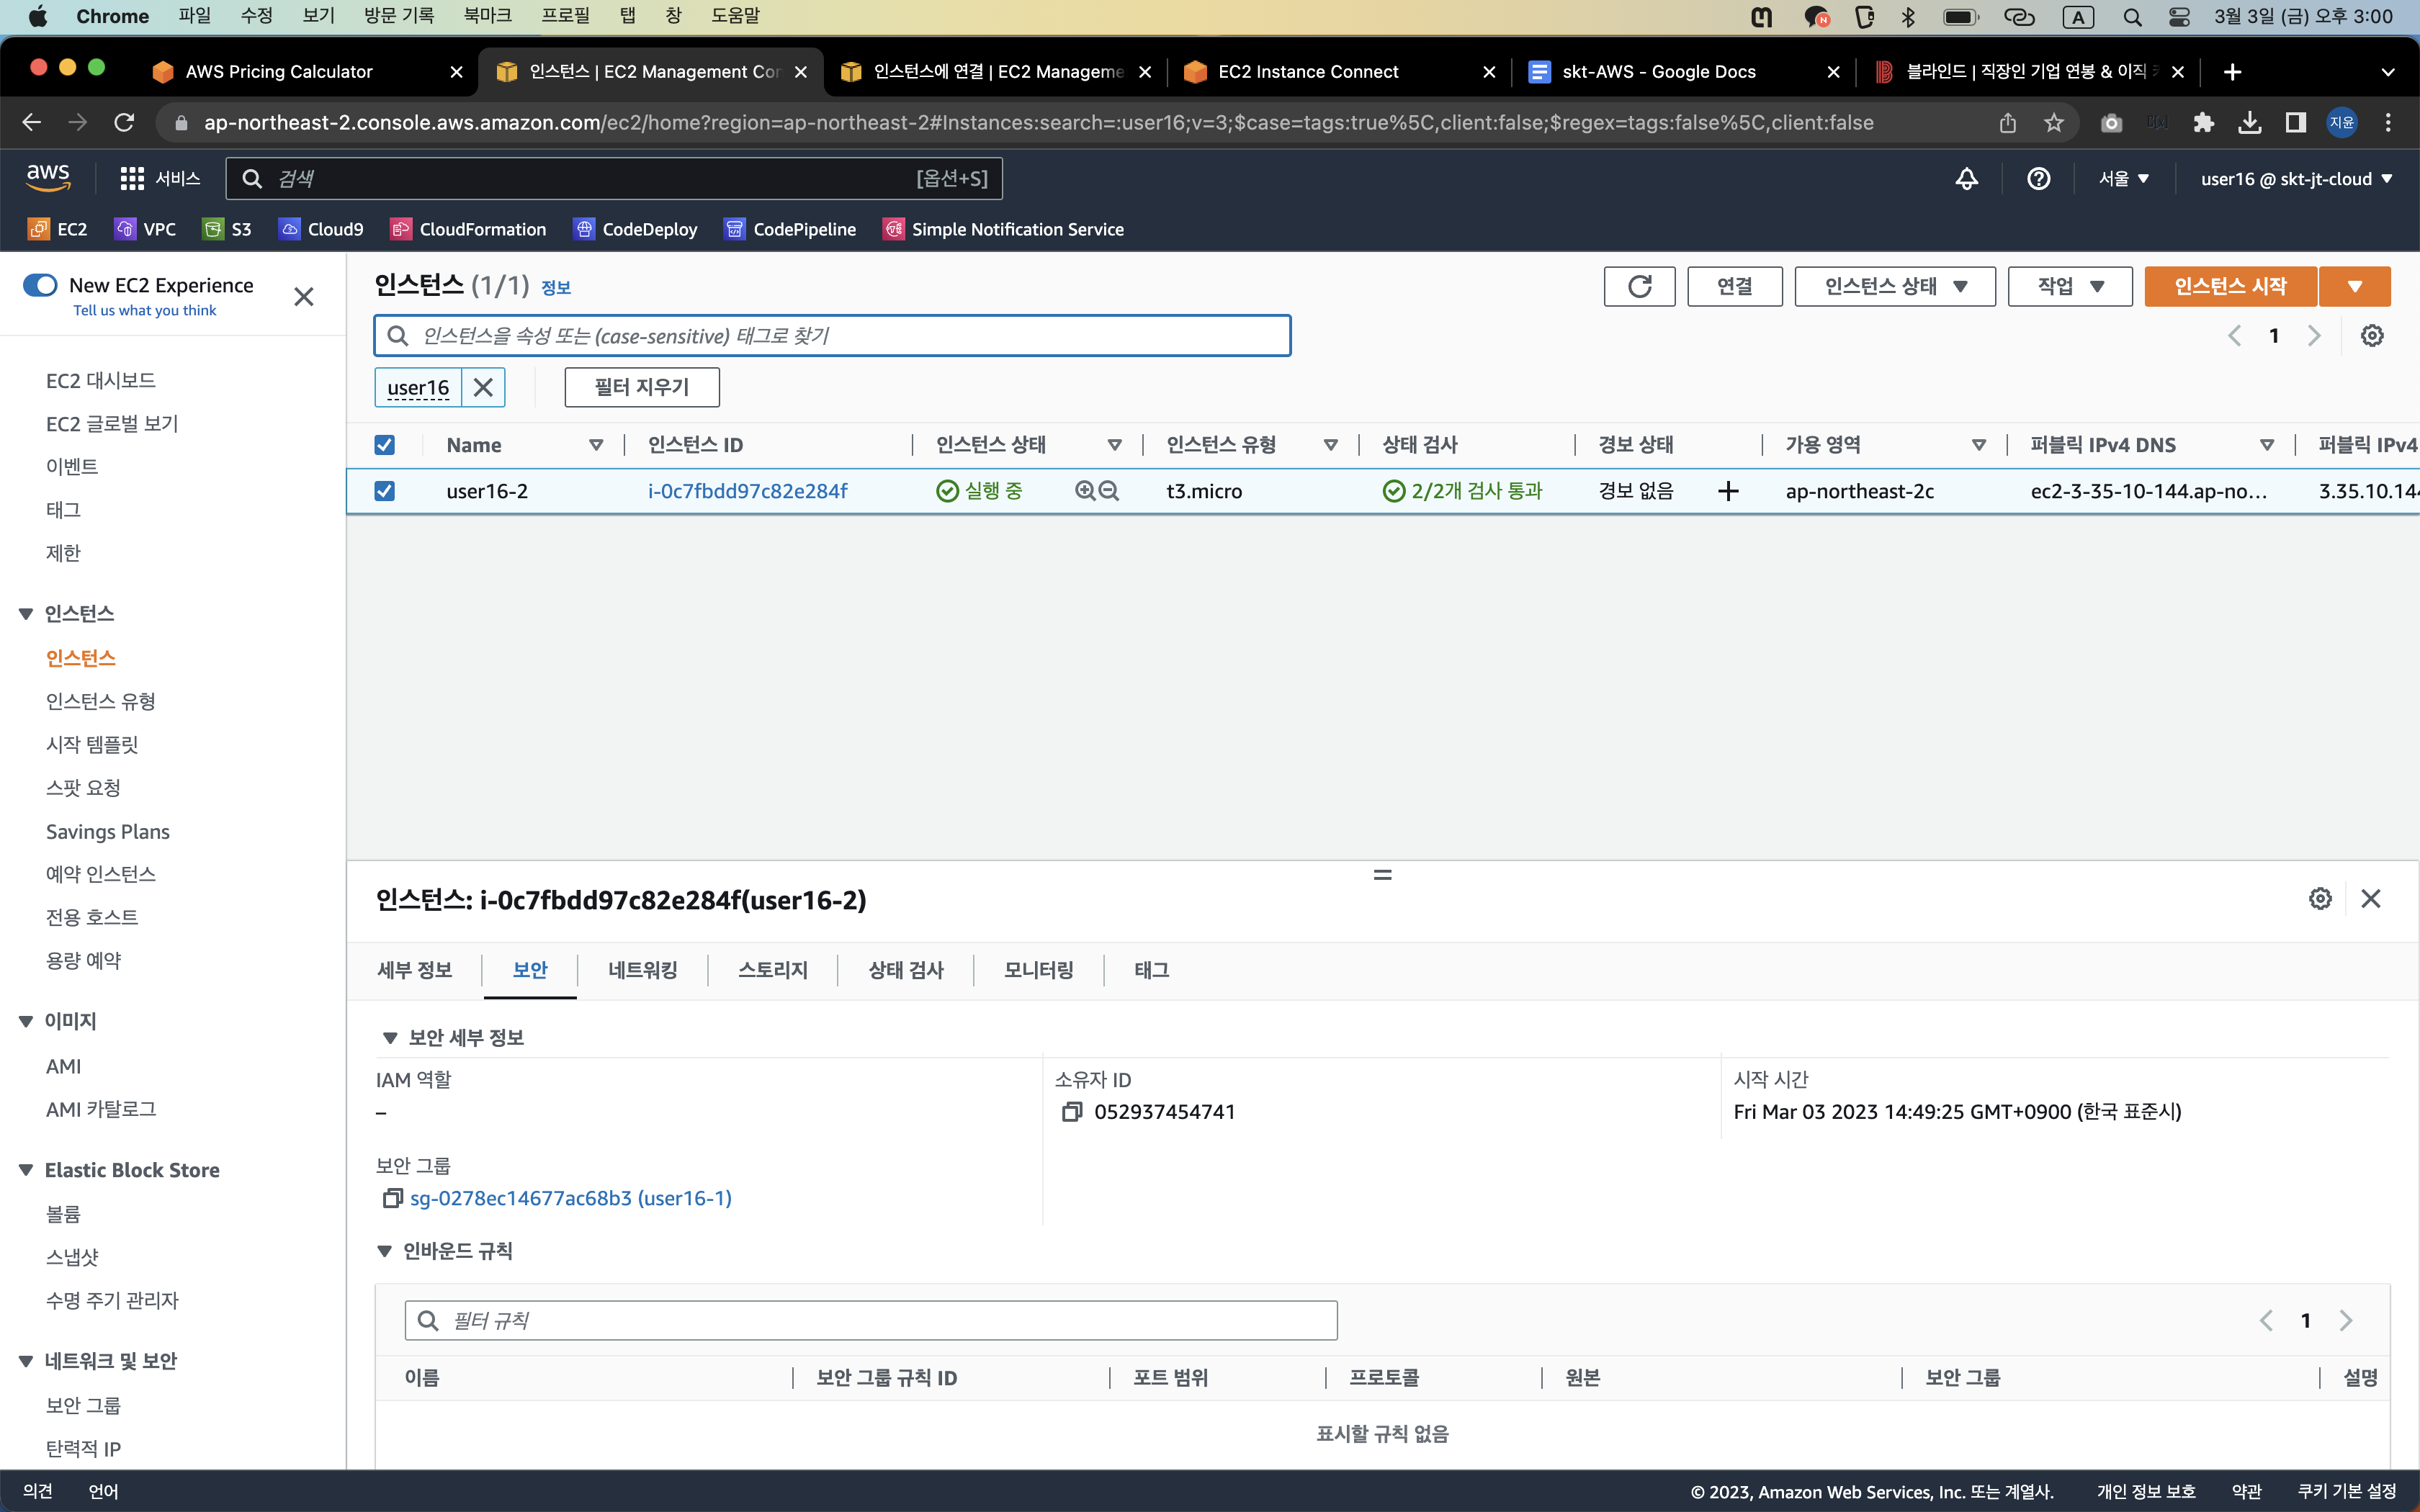 Chrome 파일 수정 보기 방문 기록 북마크 프로필 탭 창 도움말 A 3월 3일 (금) 오후 3:00
AWS Pricing Calculator 인스턴스 | EC2 Management Con 인스턴스에 연결 | EC2 Manageme EC2 Instance Connect skt-AWS - Google Docs 블라인드 | 직장인 기업 연봉 & 이직
ap-northeast-2.console.aws.amazon.com/ec2/home?region=ap-northeast-2#Instances:search=:user16;v=3;$case=tags:true%5C,client:false;$regex=tags:false%5C,client:false 지윤
aws 서비스 검색 [옵션+S] 서울 user16 @ skt-jt-cloud
EC2 VPC S3 Cloud9 CloudFormation CodeDeploy CodePipeline Simple Notification Service
New EC2 Experience
Tell us what you think
EC2 대시보드
EC2 글로벌 보기
이벤트
태그
제한
인스턴스
인스턴스
인스턴스 유형
시작 템플릿
스팟 요청
Savings Plans
예약 인스턴스
전용 호스트
용량 예약
이미지
AMI
AMI 카탈로그
Elastic Block Store
볼륨
스냅샷
수명 주기 관리자
네트워크 및 보안
보안 그룹
탄력적 IP
인스턴스 (1/1) 정보 연결 인스턴스 상태 작업 인스턴스 시작
인스턴스을 속성 또는 (case-sensitive) 태그로 찾기 1
user16 필터 지우기
Name 인스턴스 ID 인스턴스 상태 인스턴스 유형 상태 검사 경보 상태 가용 영역 퍼블릭 IPv4 DNS 퍼블릭 IPv4
user16-2 i-0c7fbdd97c82e284f 실행 중 t3.micro 2/2개 검사 통과 경보 없음 ap-northeast-2c ec2-3-35-10-144.ap-no... 3.35.10.144
인스턴스: i-0c7fbdd97c82e284f(user16-2)
세부 정보 보안 네트워킹 스토리지 상태 검사 모니터링 태그
보안 세부 정보
IAM 역할 소유자 ID 시작 시간
– 052937454741 Fri Mar 03 2023 14:49:25 GMT+0900 (한국 표준시)
보안 그룹
sg-0278ec14677ac68b3 (user16-1)
인바운드 규칙
필터 규칙 1
이름 보안 그룹 규칙 ID 포트 범위 프로토콜 원본 보안 그룹 설명
표시할 규칙 없음
의견 언어 © 2023, Amazon Web Services, Inc. 또는 계열사. 개인 정보 보호 약관 쿠키 기본 설정